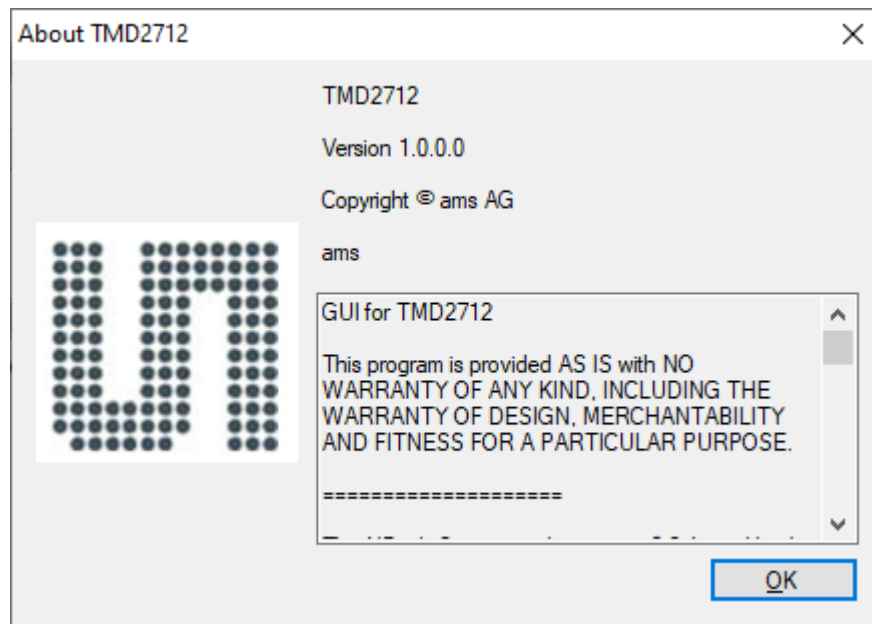 About TMD2712
TMD2712
Version 1.0.0.0
Copyright © ams AG
ams
GUI for TMD2712
This program is provided AS IS with NO
WARRANTY OF ANY KIND, INCLUDING THE
WARRANTY OF DESIGN, MERCHANTABILITY
AND FITNESS FOR A PARTICULAR PURPOSE.
====================
OK